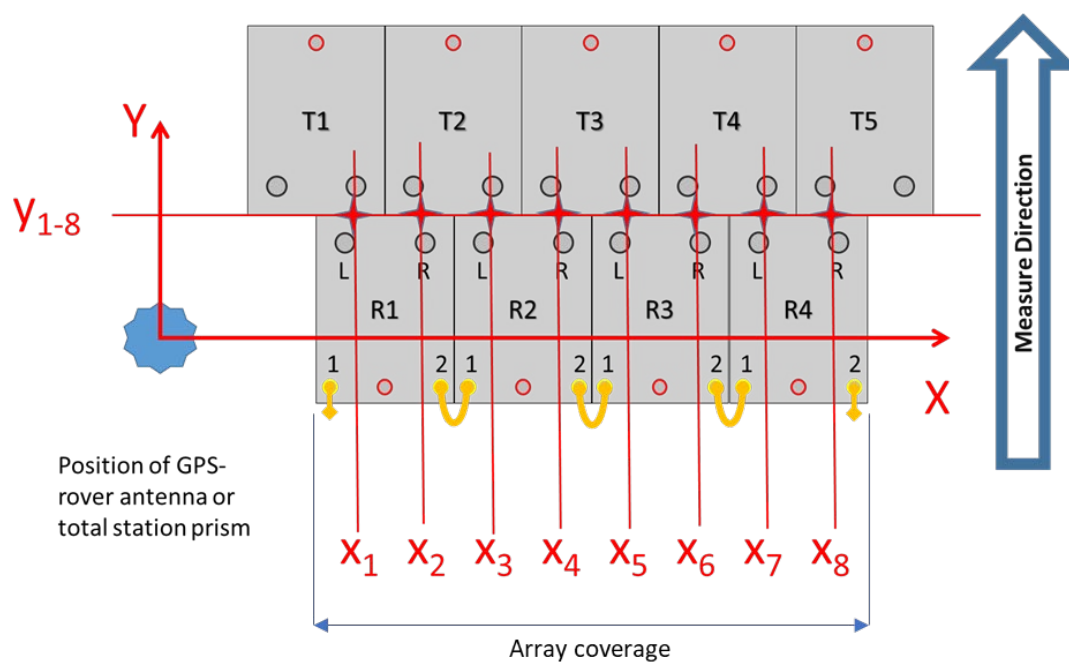 T1 T2 T3 T4 T5
Y
y1-8
L R L R L R L R
R1 R2 R3 R4
1 2 1 2 1 2 1 2
X
Measure Direction
Position of GPS-
rover antenna or
total station prism
x1 x2 x3 x4 x5 x6 x7 x8
Array coverage